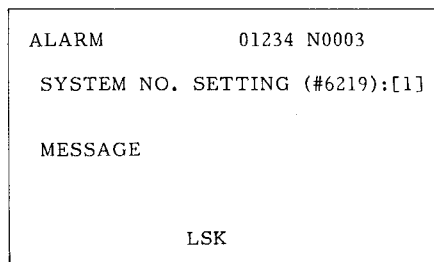 ALARM 01234 N0003
SYSTEM NO. SETTING (#6219):[1]
MESSAGE
LSK